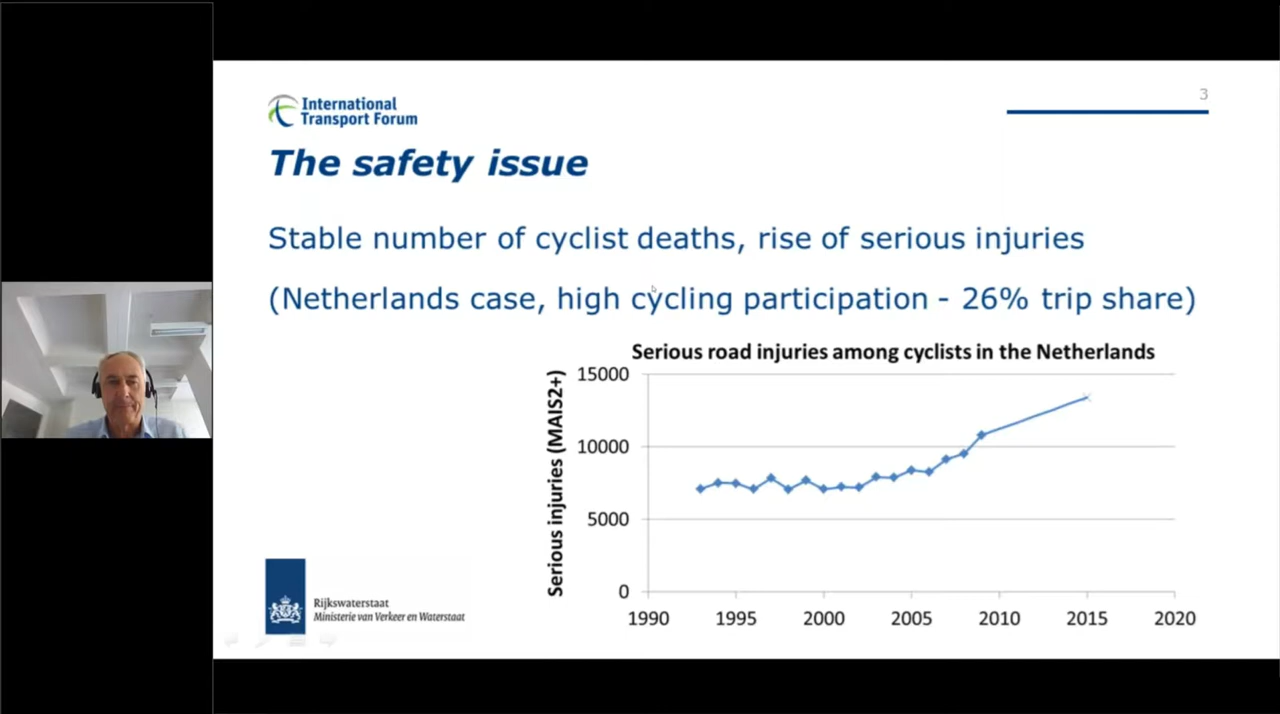 International
Transport Forum
3
The safety issue
Stable number of cyclist deaths, rise of serious injuries
(Netherlands case, high cycling participation - 26% trip share)
Serious road injuries among cyclists in the Netherlands
Serious injuries (MAIS2+)
15000
10000
5000
0
1990 1995 2000 2005 2010 2015 2020
Rijkswaterstaat
Ministerie van Verkeer en Waterstaat